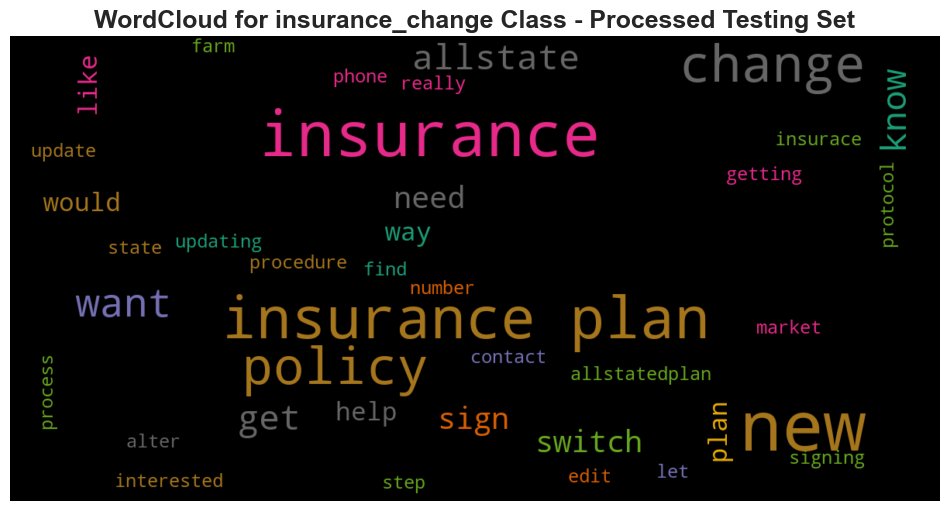 WordCloud for insurance_change Class - Processed Testing Set
farm
allstate
change
like
phone
really
know
insurance
insurace
update
getting
protocol
would
need
way
state
updating
procedure
find
number
want
insurance plan
market
policy
contact
process
allstatedplan
get
help
sign
plan
new
alter
switch
signing
interested
step
edit
let